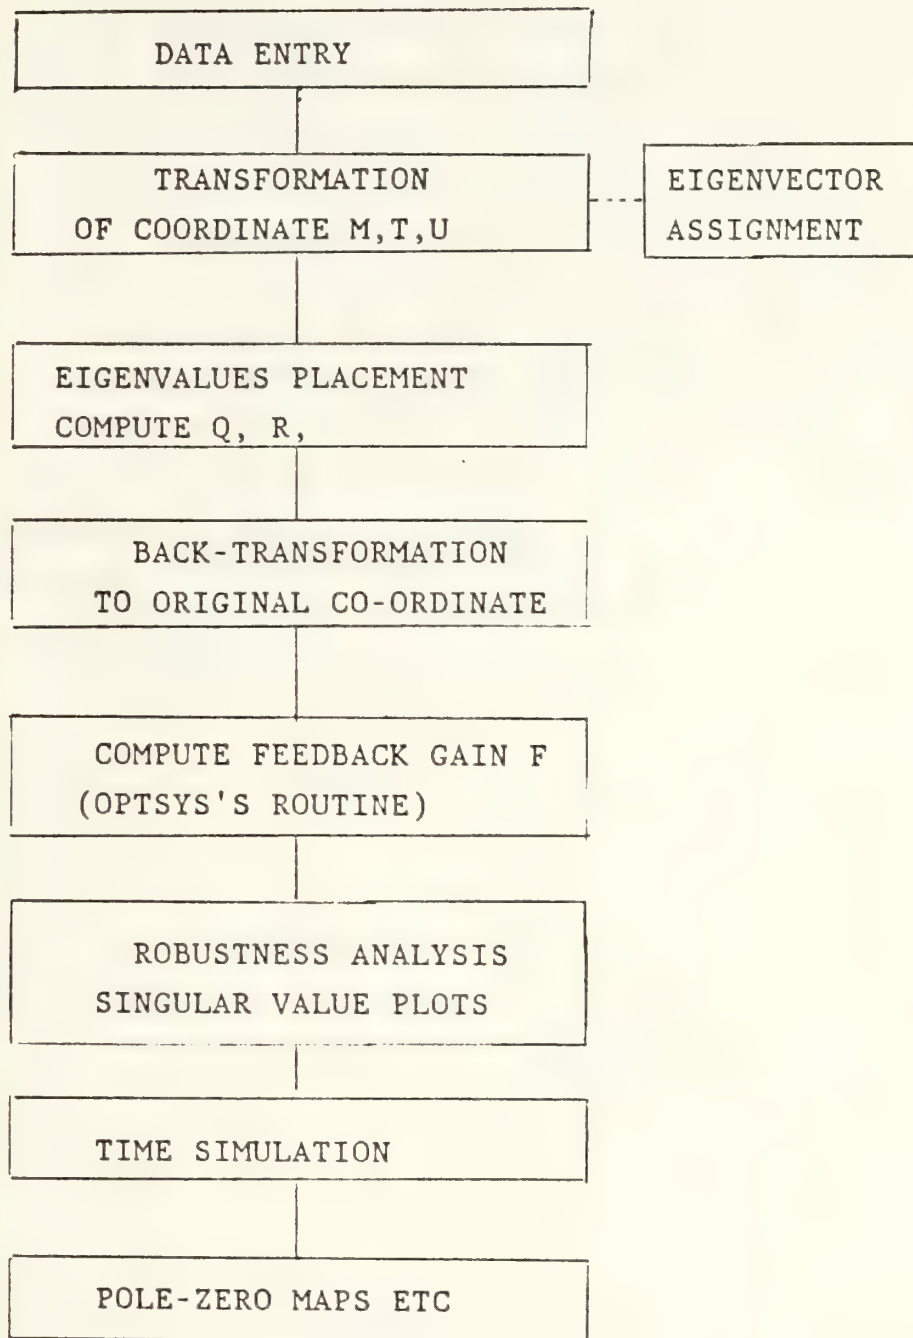 DATA ENTRY
TRANSFORMATION
OF COORDINATE M,T,U
EIGENVECTOR
ASSIGNMENT
EIGENVALUES PLACEMENT
COMPUTE Q, R,
BACK-TRANSFORMATION
TO ORIGINAL CO-ORDINATE
COMPUTE FEEDBACK GAIN F
(OPTSYS'S ROUTINE)
ROBUSTNESS ANALYSIS
SINGULAR VALUE PLOTS
TIME SIMULATION
POLE-ZERO MAPS ETC